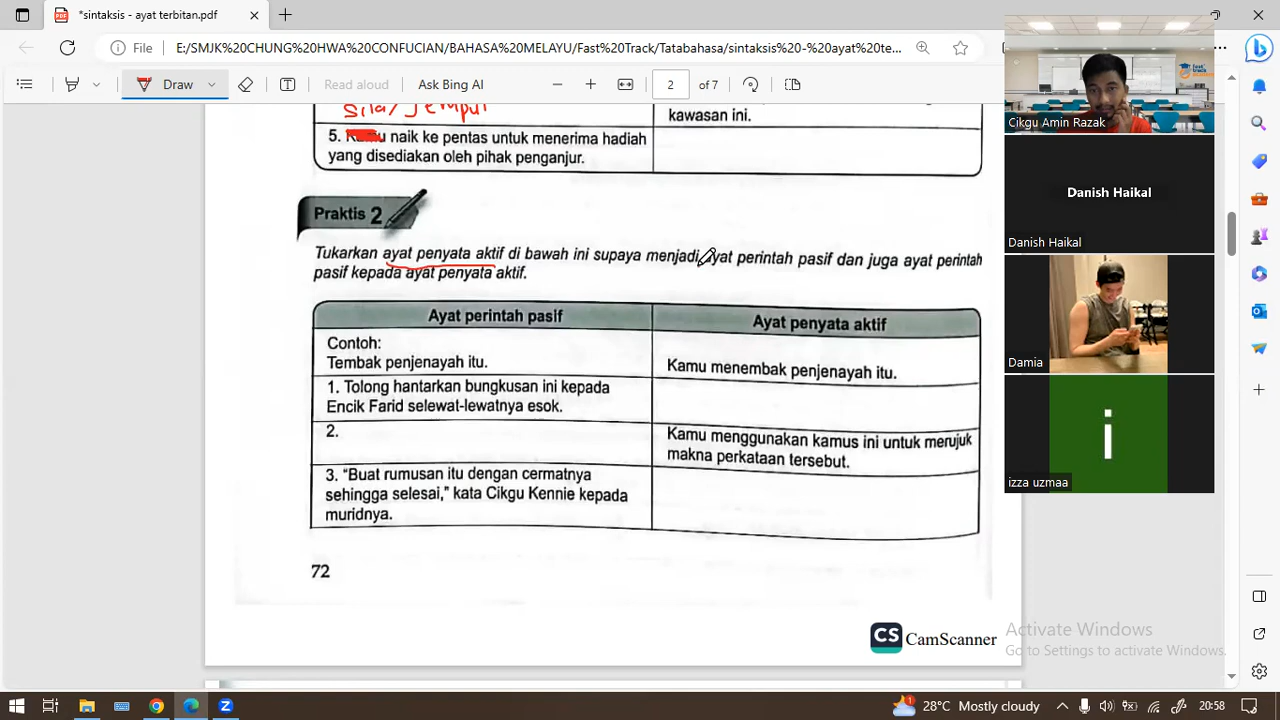 *sintaksis - ayat terbitan.pdf
File
E:/SMJK%20CHUNG%20HWA%20CONFUCIAN/BAHASA%20MELAYU/Fast%20Track/Tatabahasa/sintaksis%20-%20ayat%20te...
Draw
Read aloud
Ask Bing AI
2
of 7
Sila/Jemput
kawasan ini.
5. naik ke pentas untuk menerima hadiah
yang disediakan oleh pihak penganjur.
Praktis 2
Tukarkan ayat penyata aktif di bawah ini supaya menjadi ayat perintah pasif dan juga ayat perintah
pasif kepada ayat penyata aktif.
Ayat perintah pasif
Ayat penyata aktif
Contoh:
Tembak penjenayah itu.
Kamu menembak penjenayah itu.
1. Tolong hantarkan bungkusan ini kepada
Encik Farid selewat-lewatnya esok.
2.
Kamu menggunakan kamus ini untuk merujuk
makna perkataan tersebut.
3. “Buat rumusan itu dengan cermatnya
sehingga selesai,” kata Cikgu Kennie kepada
muridnya.
72
CS CamScanner
Cikgu Amin Razak
Danish Haikal
Danish Haikal
Damia
i
izza uzmaa
Activate Windows
Go to Settings to activate Windows.
1
28°C Mostly cloudy
20:58